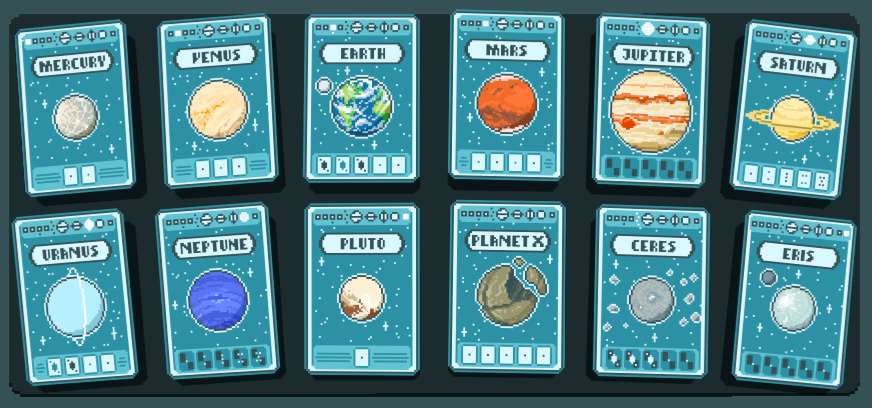 MERCURY
VENUS
EARTH
MARS
JUPITER
SATURN
URANUS
NEPTUNE
PLUTO
PLANET X
CERES
ERIS